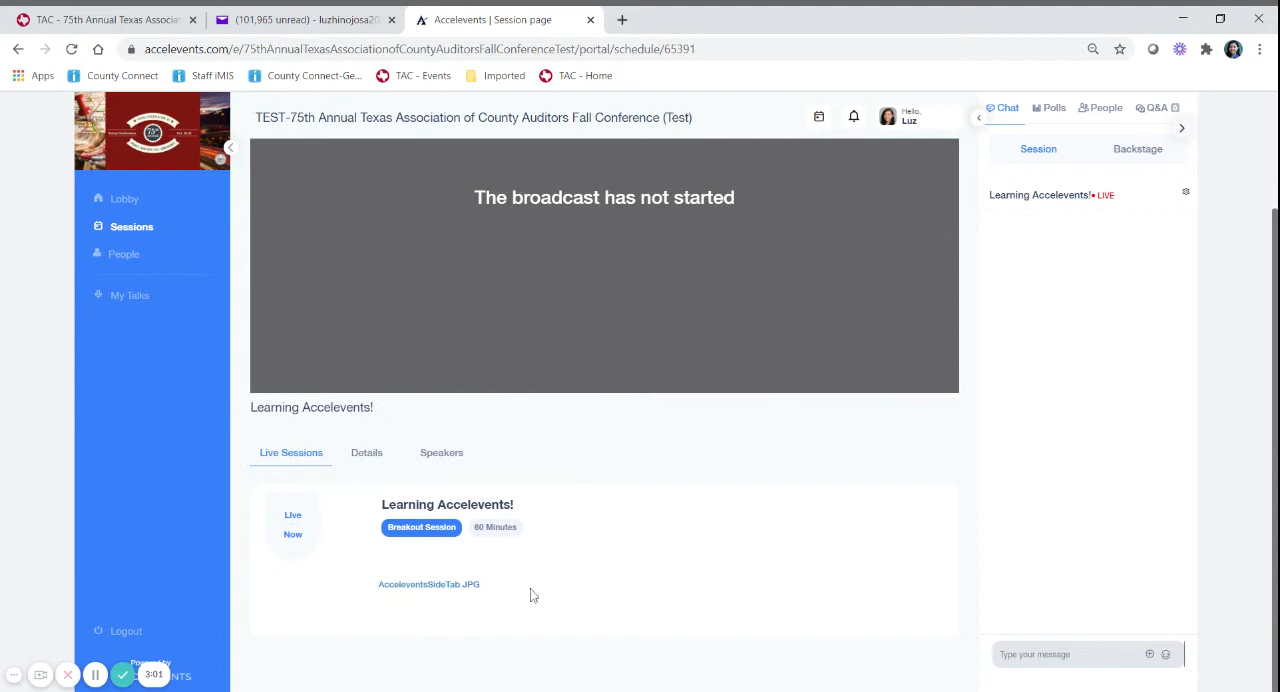 TAC - 75th Annual Texas Associat
(101,965 unread) - luzhinojosa20
Accelevents | Session page
accelevents.com/e/75thAnnualTexasAssociationofCountyAuditorsFallConferenceTest/portal/schedule/65391
Apps
County Connect
Staff iMIS
County Connect-Ge...
TAC - Events
Imported
TAC - Home
TEST-75th Annual Texas Association of County Auditors Fall Conference (Test)
Hello,
Luz
Chat
Polls
People
Q&A
Session
Backstage
Learning Accelevents! LIVE
Lobby
Sessions
People
My Talks
Logout
Powered by
The broadcast has not started
Learning Accelevents!
Live Sessions
Details
Speakers
Live
Now
Learning Accelevents!
Breakout Session
60 Minutes
AcceleventsSideTab.JPG
Type your message
3:01